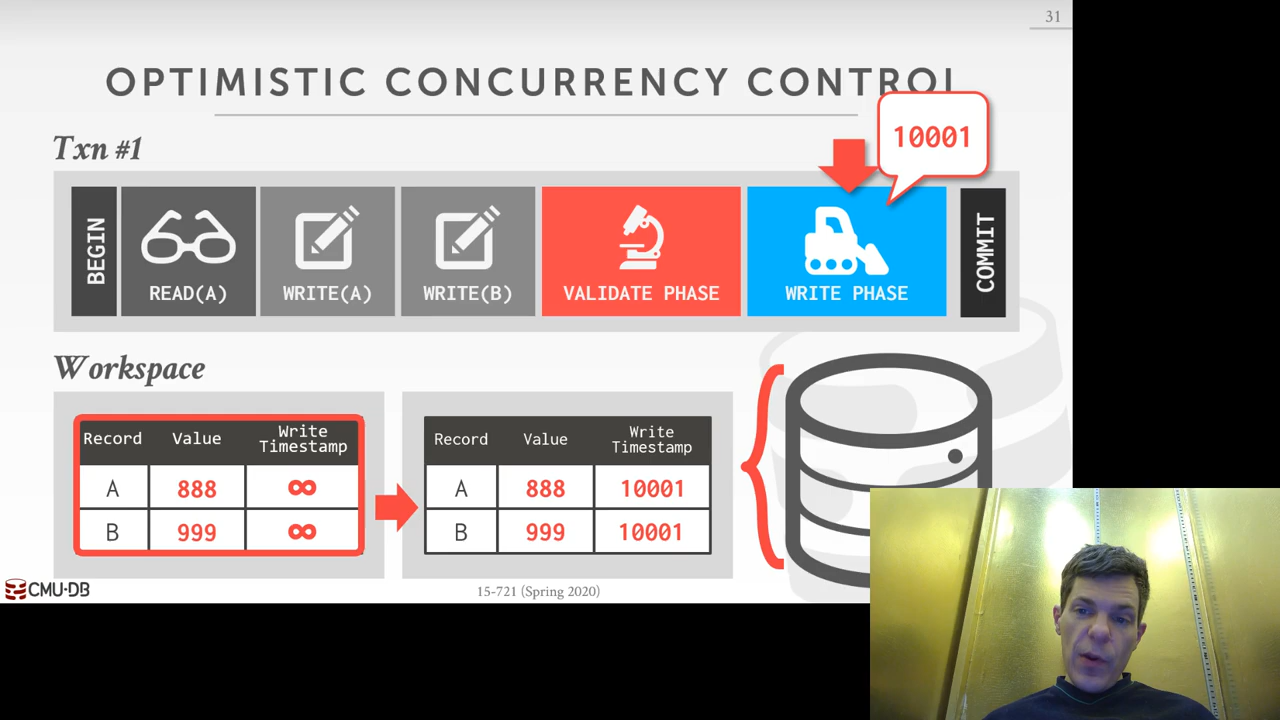 31
OPTIMISTIC CONCURRENCY CONTROL
10001
Txn #1
BEGIN
READ(A)
WRITE(A)
WRITE(B)
VALIDATE PHASE
WRITE PHASE
COMMIT
Workspace
Record Value Write Timestamp
A 888 ∞
B 999 ∞
Record Value Write Timestamp
A 888 10001
B 999 10001
CMU·DB
15-721 (Spring 2020)